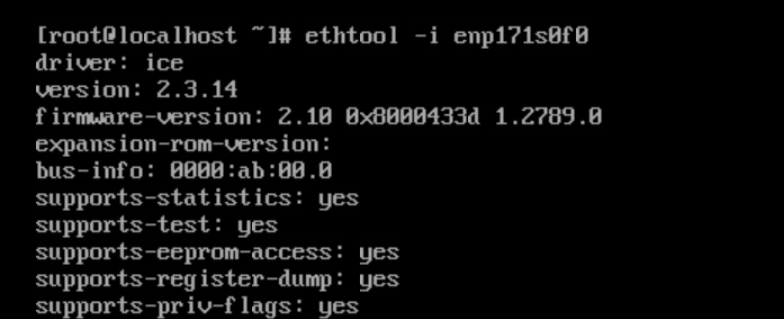 [root@localhost ~]# ethtool -i enp171s0f0
driver: ice
version: 2.3.14
firmware-version: 2.10 0x8000433d 1.2789.0
expansion-rom-version:
bus-info: 0000:ab:00.0
supports-statistics: yes
supports-test: yes
supports-eeprom-access: yes
supports-register-dump: yes
supports-priv-flags: yes